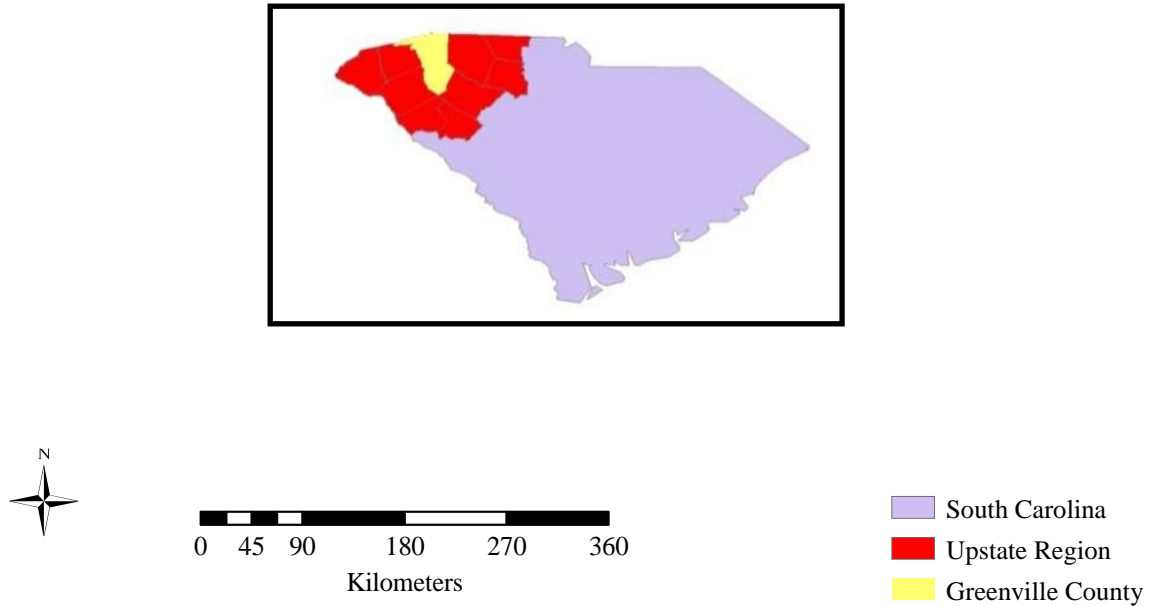 N
0 45 90 180 270 360
Kilometers
South Carolina
Upstate Region
Greenville County